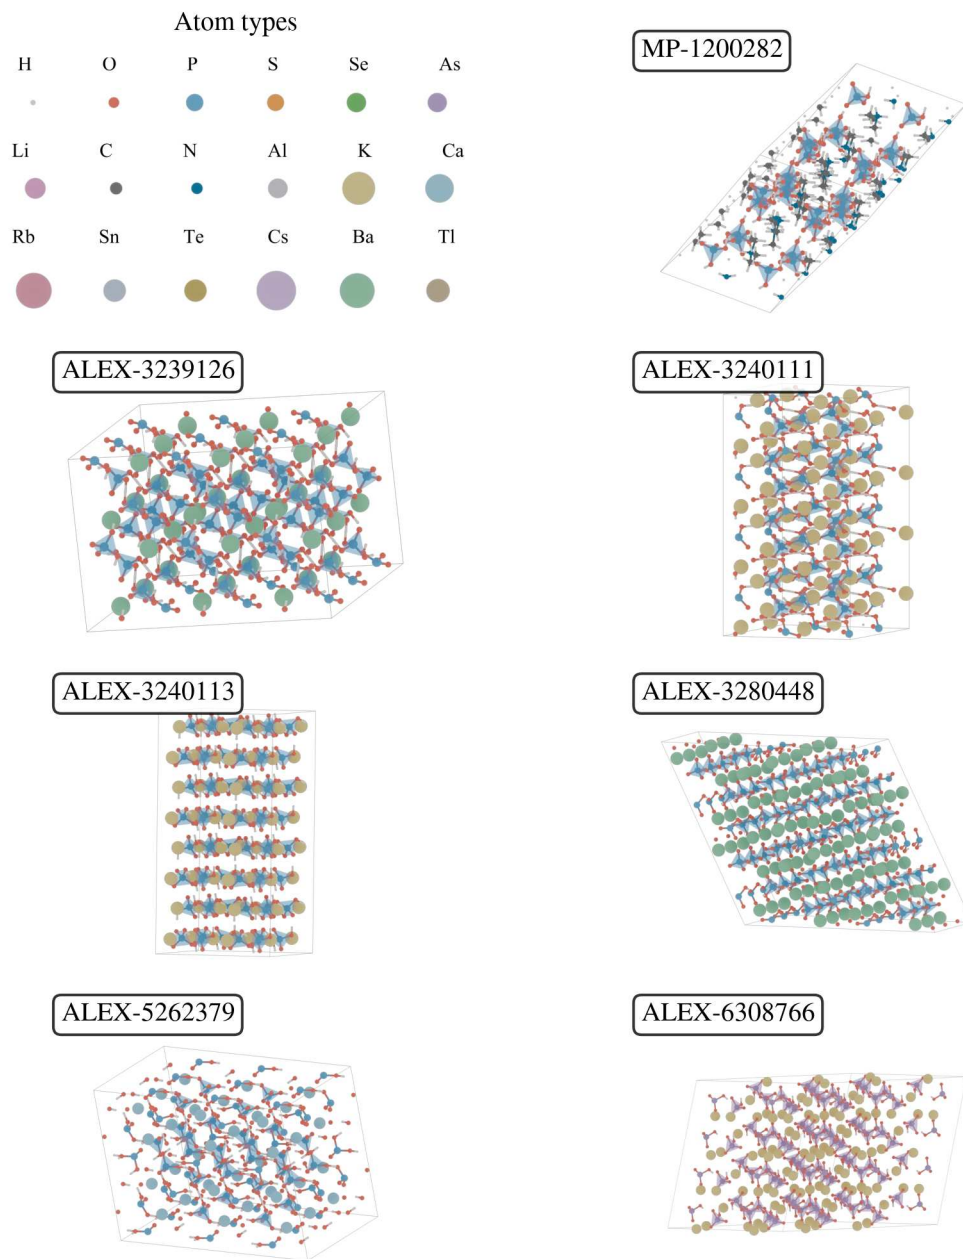 Atom types
H O P S Se As
Li C N Al K Ca
Rb Sn Te Cs Ba Tl
MP-1200282
ALEX-3239126
ALEX-3240111
ALEX-3240113
ALEX-3280448
ALEX-5262379
ALEX-6308766